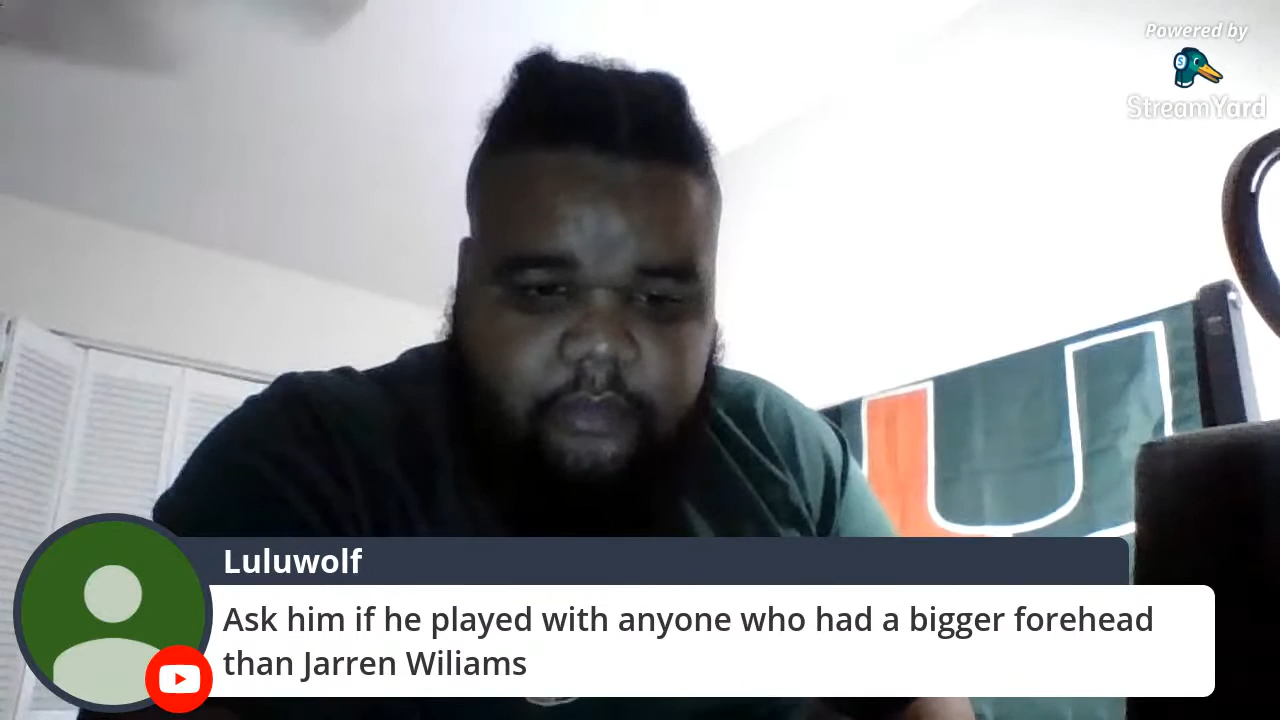 Powered by
StreamYard
Luluwolf
Ask him if he played with anyone who had a bigger forehead
than Jarren Wiliams